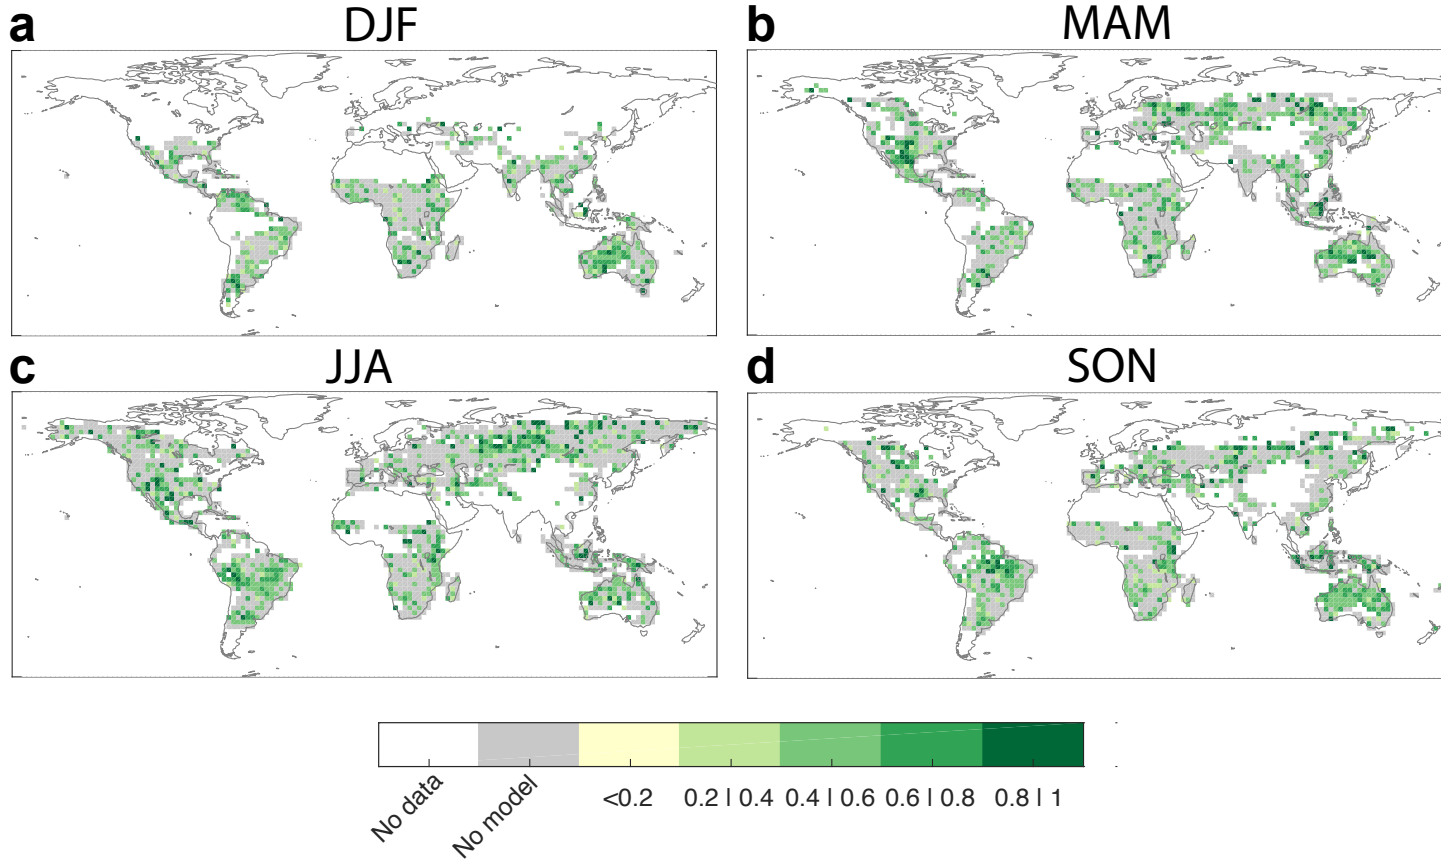 a DJF
b MAM
c JJA
d SON
No data
No model
<0.2
0.2 | 0.4
0.4 | 0.6
0.6 | 0.8
0.8 | 1